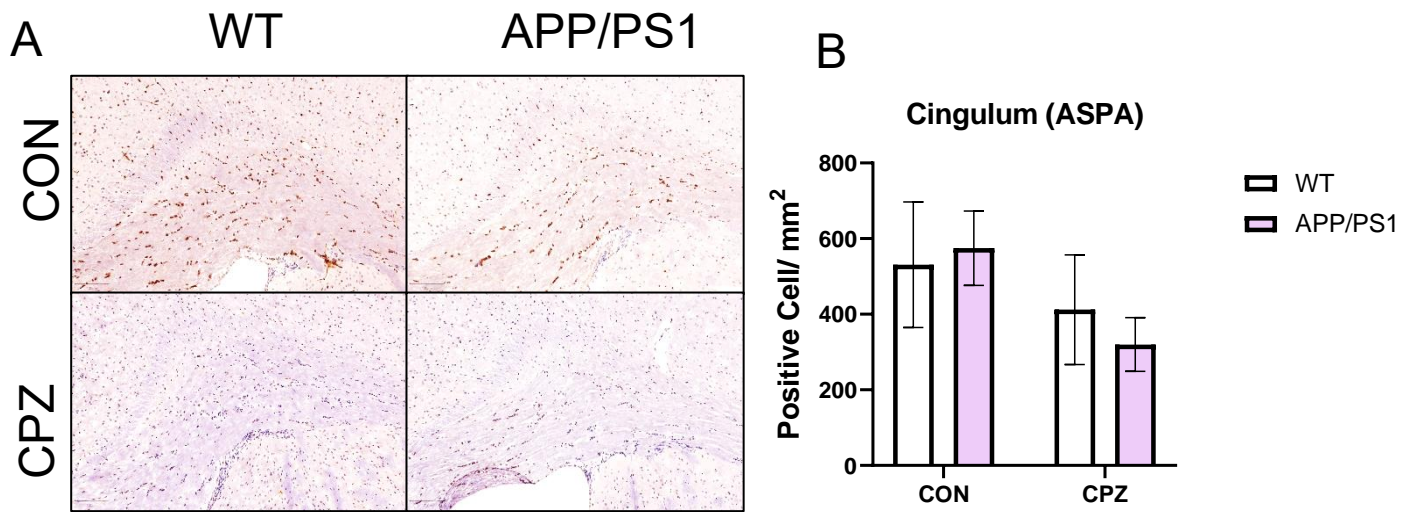 A
WT
APP/PS1
CON
CPZ
B
Cingulum (ASPA)
Positive Cell/ mm²
800
600
400
200
0
CON
CPZ
WT
APP/PS1